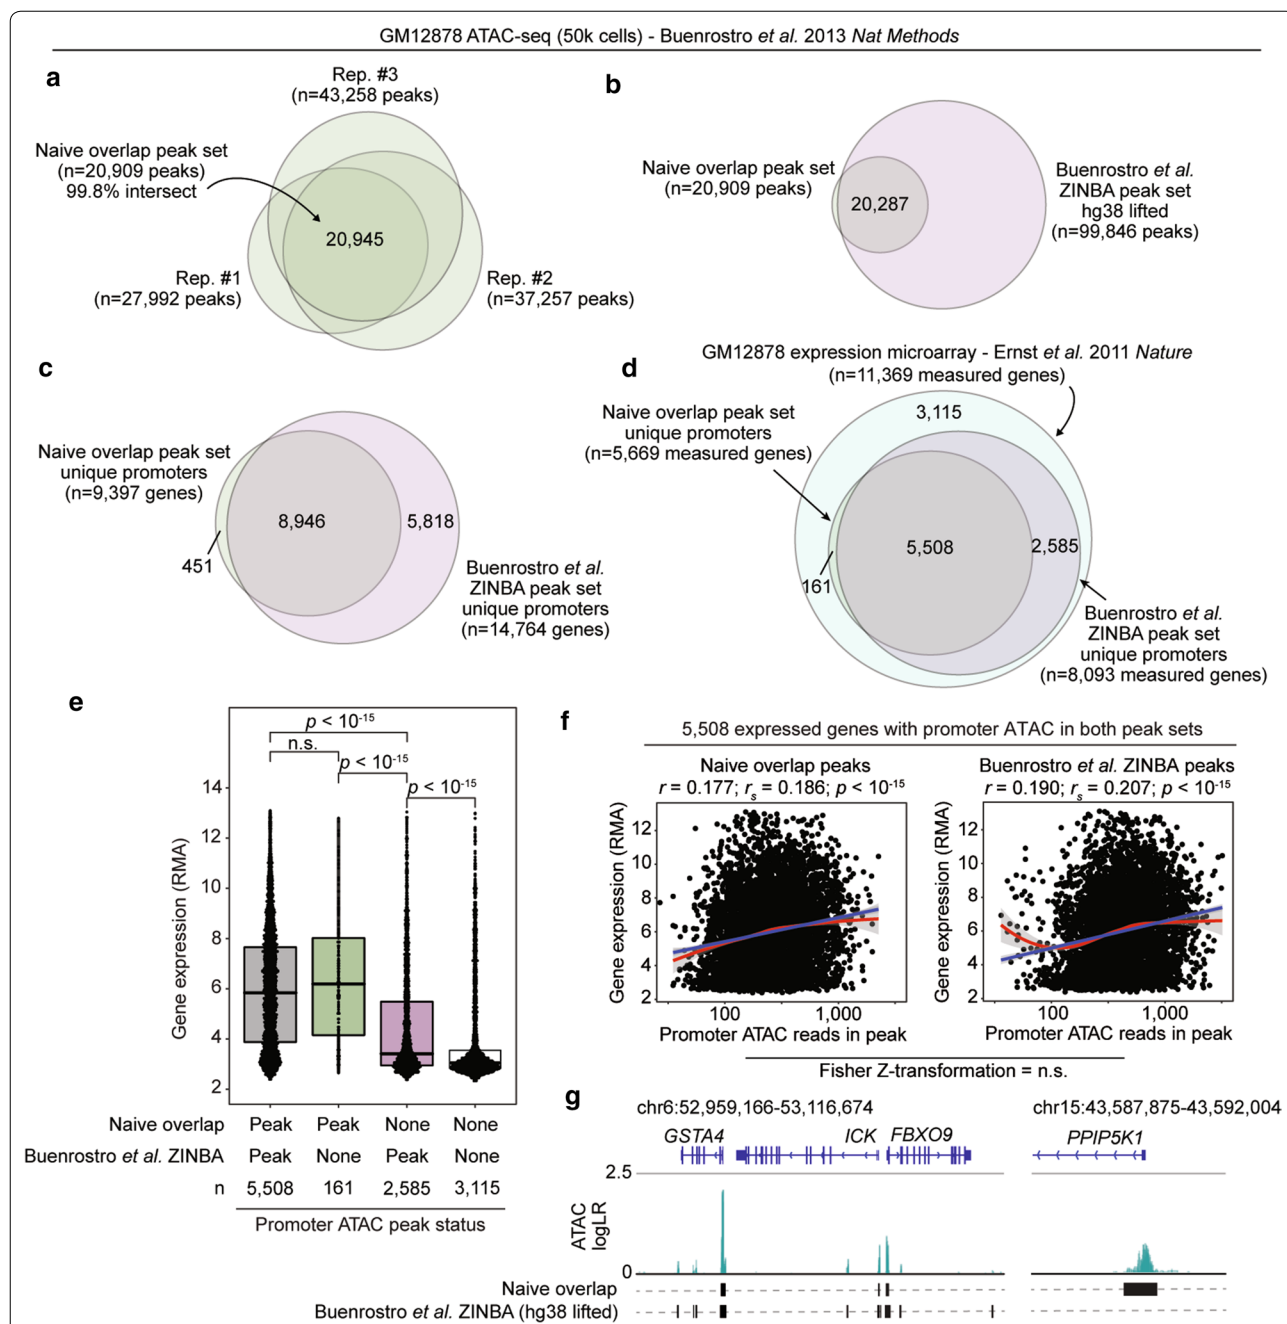 GM12878 ATAC-seq (50k cells) - Buenrostro et al. 2013 Nat Methods
a
Rep. #3
(n=43,258 peaks)
Naive overlap peak set
(n=20,909 peaks)
99.8% intersect
20,945
Rep. #1
(n=27,992 peaks)
Rep. #2
(n=37,257 peaks)
b
Naive overlap peak set
(n=20,909 peaks)
20,287
Buenrostro et al.
ZINBA peak set
hg38 lifted
(n=99,846 peaks)
c
Naive overlap peak set
unique promoters
(n=9,397 genes)
8,946
5,818
451
Buenrostro et al.
ZINBA peak set
unique promoters
(n=14,764 genes)
d
GM12878 expression microarray - Ernst et al. 2011 Nature
(n=11,369 measured genes)
3,115
Naive overlap peak set
unique promoters
(n=5,669 measured genes)
5,508
2,585
161
Buenrostro et al.
ZINBA peak set
unique promoters
(n=8,093 measured genes)
e
p < 10-15
n.s.
p < 10-15
p < 10-15
Gene expression (RMA)
14
12
10
8
6
4
2
Naive overlap Peak Peak None None
Buenrostro et al. ZINBA Peak None Peak None
n 5,508 161 2,585 3,115
Promoter ATAC peak status
f
5,508 expressed genes with promoter ATAC in both peak sets
Naive overlap peaks
r = 0.177; rs = 0.186; p < 10-15
Gene expression (RMA)
12
10
8
6
4
2
100 1,000
Promoter ATAC reads in peak
Buenrostro et al. ZINBA peaks
r = 0.190; rs = 0.207; p < 10-15
Gene expression (RMA)
12
10
8
6
4
2
100 1,000
Promoter ATAC reads in peak
Fisher Z-transformation = n.s.
g
chr6:52,959,166-53,116,674
chr15:43,587,875-43,592,004
GSTA4 ICK FBXO9
PPIP5K1
2.5
ATAC
logLR
0
Naive overlap
Buenrostro et al. ZINBA (hg38 lifted)